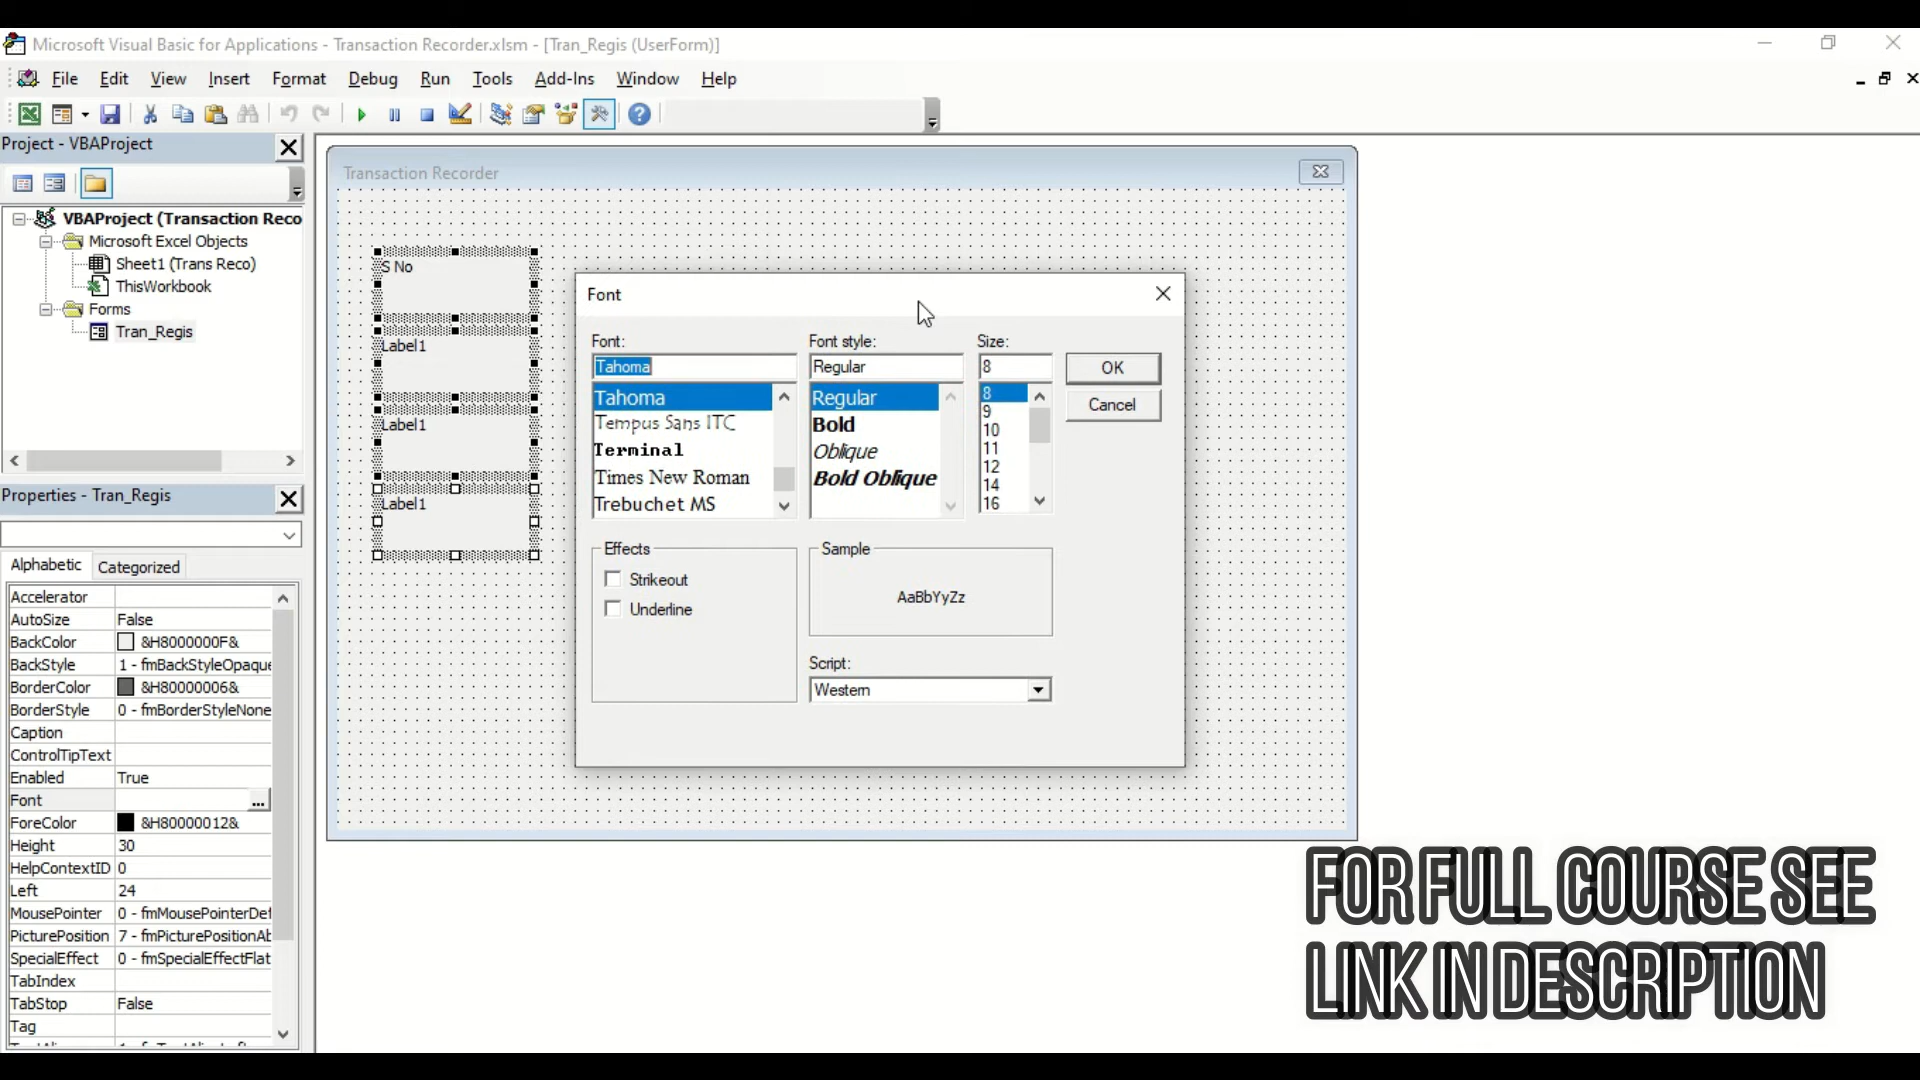 Microsoft Visual Basic for Applications - Transaction Recorder.xlsm - [Tran_Regis (UserForm)]
File Edit View Insert Format Debug Run Tools Add-Ins Window Help
Project - VBAProject
VBAProject (Transaction Reco
Microsoft Excel Objects
Sheet1 (Trans Reco)
ThisWorkbook
Forms
Tran_Regis
Properties - Tran_Regis
Alphabetic Categorized
Accelerator
AutoSize False
BackColor &H8000000F&
BackStyle 1 - fmBackStyleOpaque
BorderColor &H80000006&
BorderStyle 0 - fmBorderStyleNone
Caption
ControlTipText
Enabled True
Font ...
ForeColor &H80000012&
Height 30
HelpContextID 0
Left 24
MousePointer 0 - fmMousePointerDef
PicturePosition 7 - fmPicturePositionAb
SpecialEffect 0 - fmSpecialEffectFlat
TabIndex
TabStop False
Tag
Transaction Recorder
S No
Label1
Label1
Label1
Font
Font: Font style: Size:
Tahoma Regular 8
OK
Cancel
Tahoma
Tempus Sans ITC
Terminal
Times New Roman
Trebuchet MS
Regular
Bold
Oblique
Bold Oblique
8
9
10
11
12
14
16
Effects
Strikeout
Underline
Sample
AaBbYyZz
Script:
Western
FOR FULL COURSE SEE
LINK IN DESCRIPTION